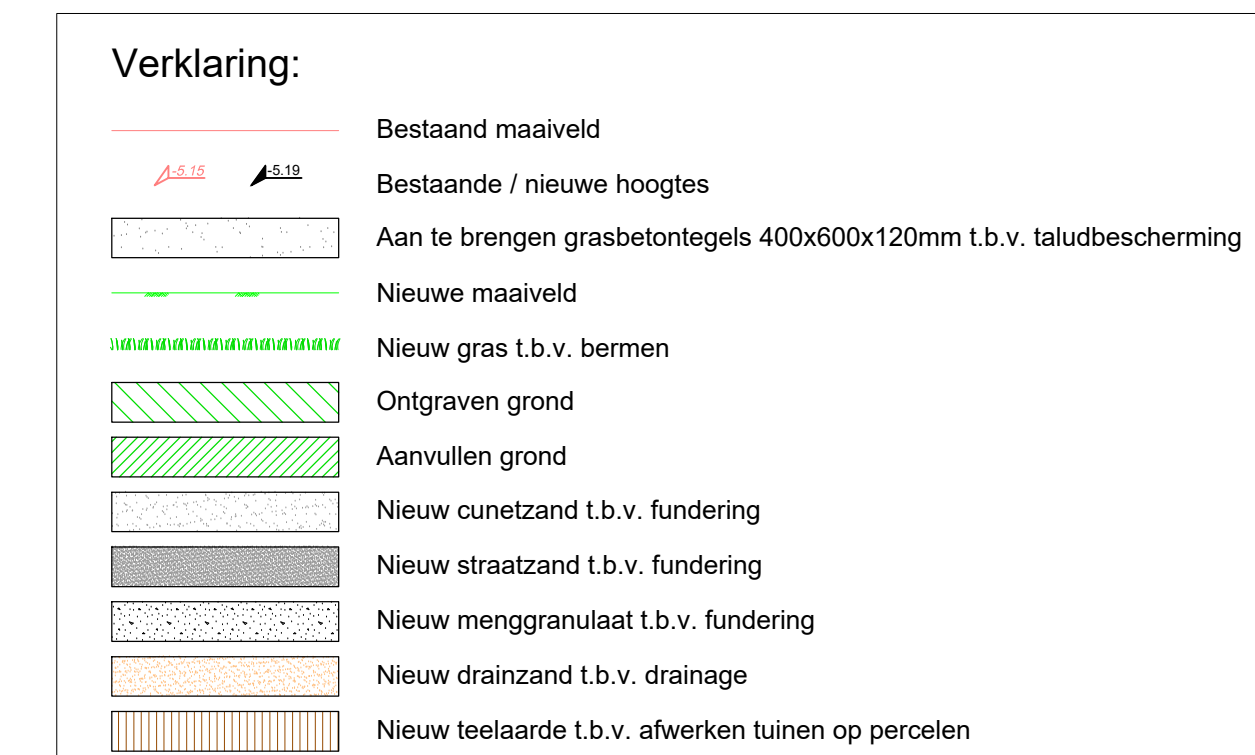 Verklaring:
Bestaand maaiveld
-5.15 -5.19 Bestaande / nieuwe hoogtes
Aan te brengen grasbetontegels 400x600x120mm t.b.v. taludbescherming
Nieuwe maaiveld
Nieuw gras t.b.v. bermen
Ontgraven grond
Aanvullen grond
Nieuw cunetzand t.b.v. fundering
Nieuw straatzand t.b.v. fundering
Nieuw menggranulaat t.b.v. fundering
Nieuw drainzand t.b.v. drainage
Nieuw teelaarde t.b.v. afwerken tuinen op percelen